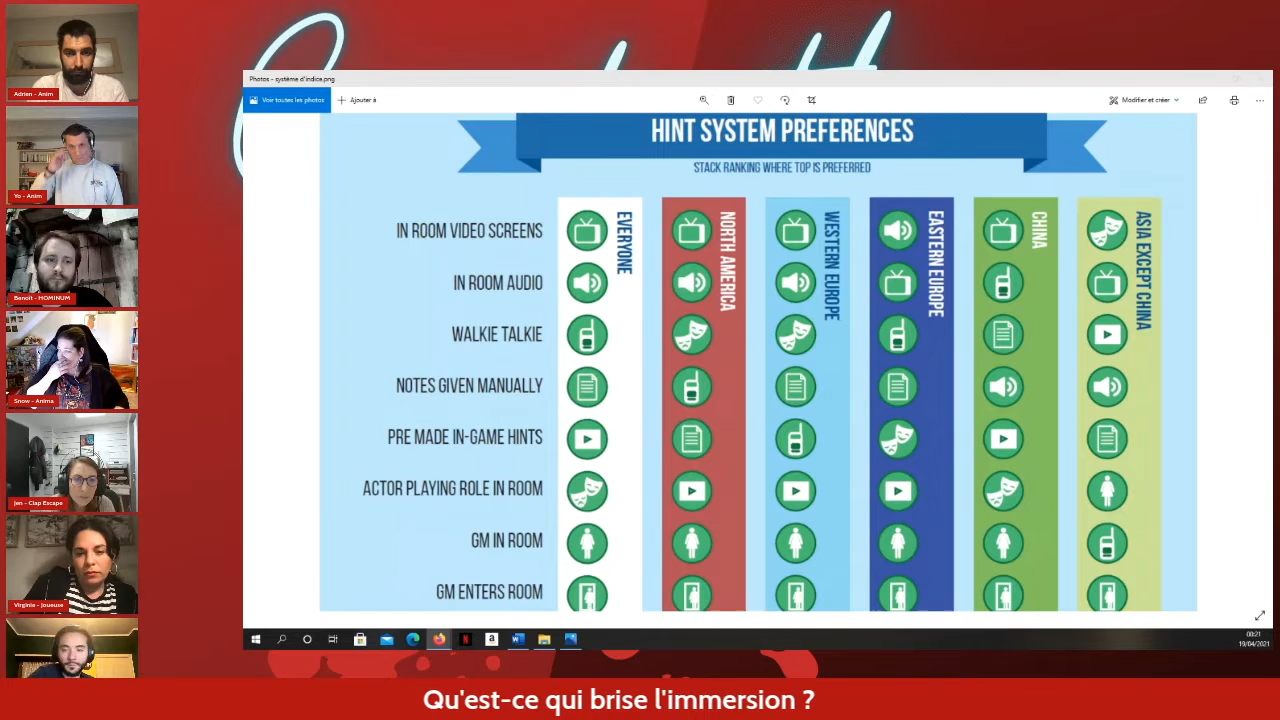 Adrien - Anim
Yo - Anim
Benoît - HOMINUM
Snow - Anima
Jen - Clap Escape
Virginie - Joueuse
Photos - système d'indice.png
Voir toutes les photos
Ajouter à
Modifier et créer
HINT SYSTEM PREFERENCES
STACK RANKING WHERE TOP IS PREFERRED
EVERYONE
NORTH AMERICA
WESTERN EUROPE
EASTERN EUROPE
CHINA
ASIA EXCEPT CHINA
IN ROOM VIDEO SCREENS
IN ROOM AUDIO
WALKIE TALKIE
NOTES GIVEN MANUALLY
PRE MADE IN-GAME HINTS
ACTOR PLAYING ROLE IN ROOM
GM IN ROOM
GM ENTERS ROOM
00:21
19/04/2021
Qu'est-ce qui brise l'immersion ?